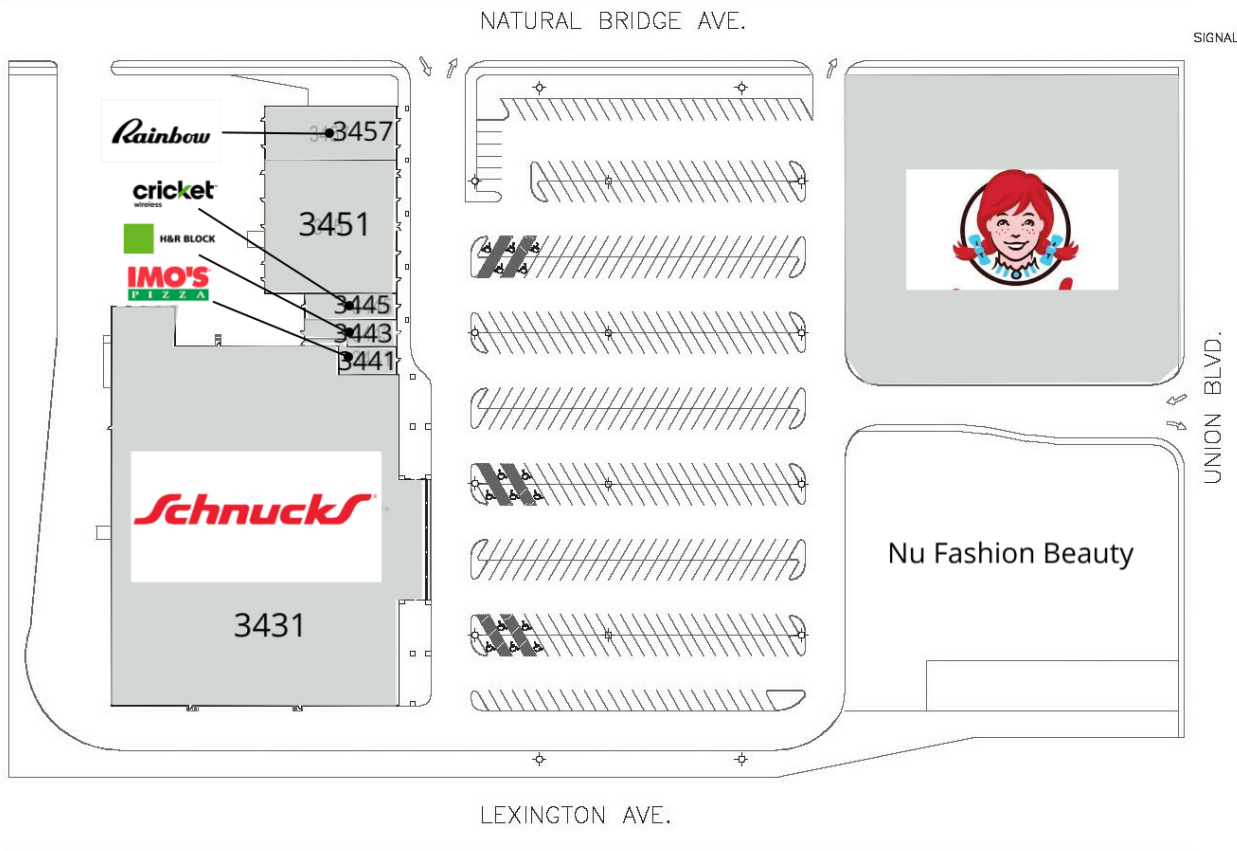 NATURAL BRIDGE AVE.
SIGNAL
Rainbow
3457
cricket
wireless
3451
H&R BLOCK
IMO'S
PIZZA
3445
3443
3441
UNION BLVD.
Schnucks
Nu Fashion Beauty
3431
LEXINGTON AVE.